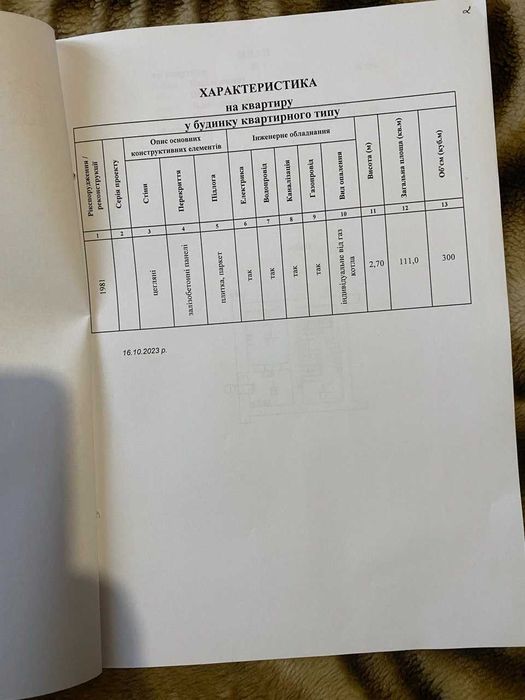 2
ХАРАКТЕРИСТИКА
на квартиру
у будинку квартирного типу
Розпорядження /
реконструкції
Серія проекту
Опис основних
конструктивних елементів
Стіни
Перекриття
Підлога
Інженерне обладнання
Електрика
Водопровід
Каналізація
Газопровід
Вид опалення
Висота (м)
Загальна площа (кв.м)
Об'єм (куб.м)
1 2 3 4 5 6 7 8 9 10 11 12 13
1981
цегляні
залізобетонні панелі
плитка, паркет
так
так
так
так
індивідуальне від газ
котла
2,70
111,0
300
16.10.2023 р.